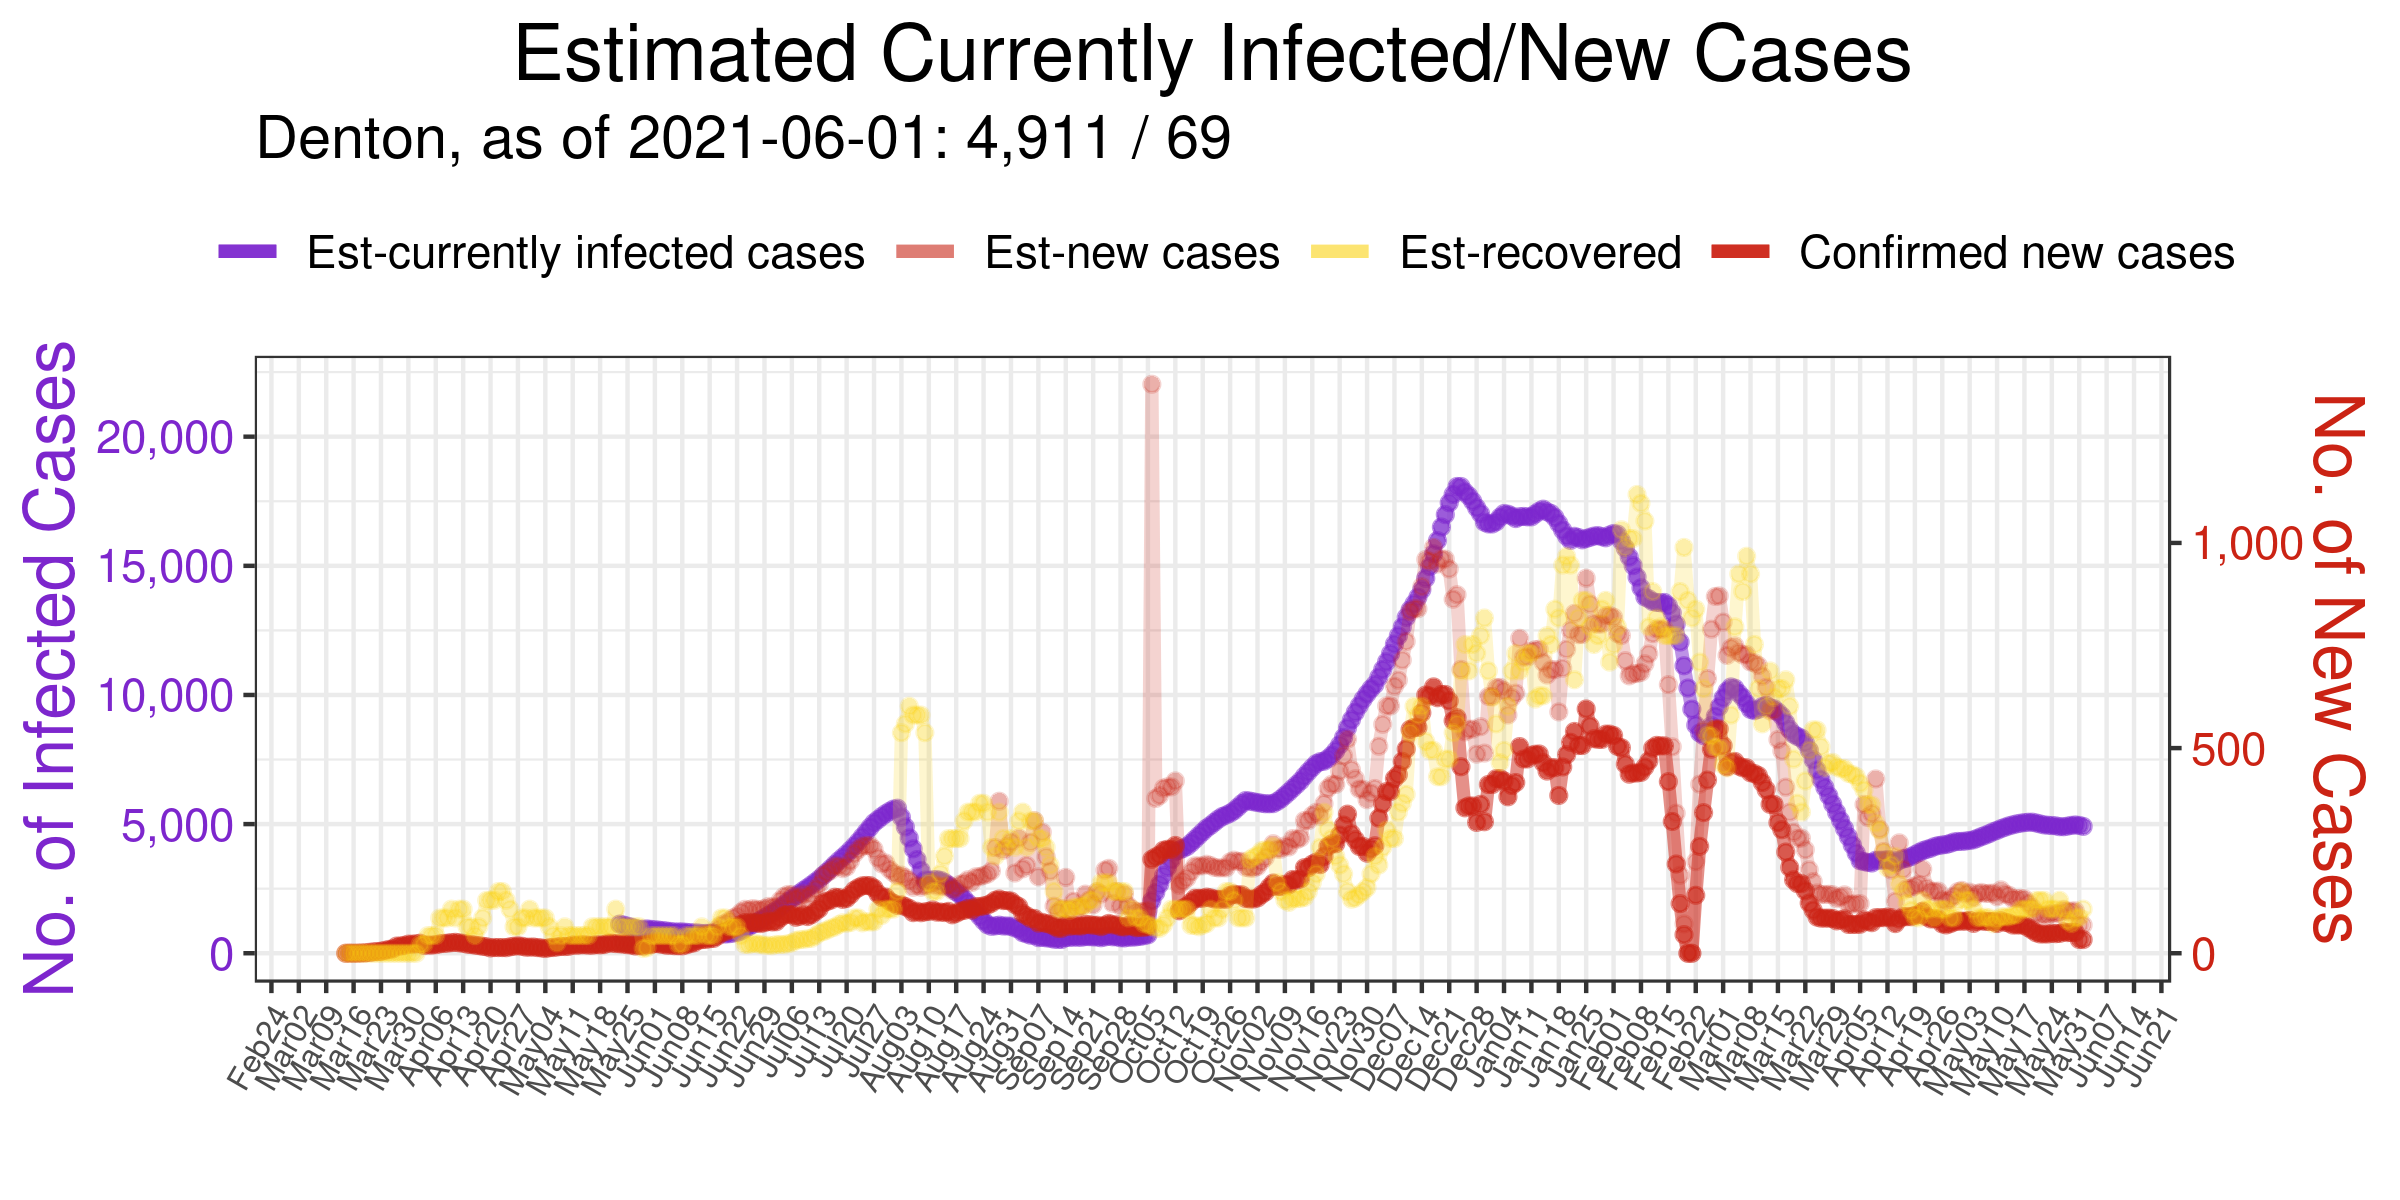 Estimated Currently Infected/New Cases
Denton, as of 2021-06-01: 4,911 / 69
Est-currently infected cases Est-new cases Est-recovered Confirmed new cases
No. of Infected Cases
20,000
15,000
10,000
5,000
0
1,000
500
0
No. of New Cases
Feb24 Mar02 Mar09 Mar16 Mar23 Mar30 Apr06 Apr13 Apr20 Apr27 May04 May11 May18 May25 Jun01 Jun08 Jun15 Jun22 Jun29 Jul06 Jul13 Jul20 Jul27 Aug03 Aug10 Aug17 Aug24 Aug31 Sep07 Sep14 Sep21 Sep28 Oct05 Oct12 Oct19 Oct26 Nov02 Nov09 Nov16 Nov23 Nov30 Dec07 Dec14 Dec21 Dec28 Jan04 Jan11 Jan18 Jan25 Feb01 Feb08 Feb15 Feb22 Mar01 Mar08 Mar15 Mar22 Mar29 Apr05 Apr12 Apr19 Apr26 May03 May10 May17 May24 May31 Jun07 Jun14 Jun21